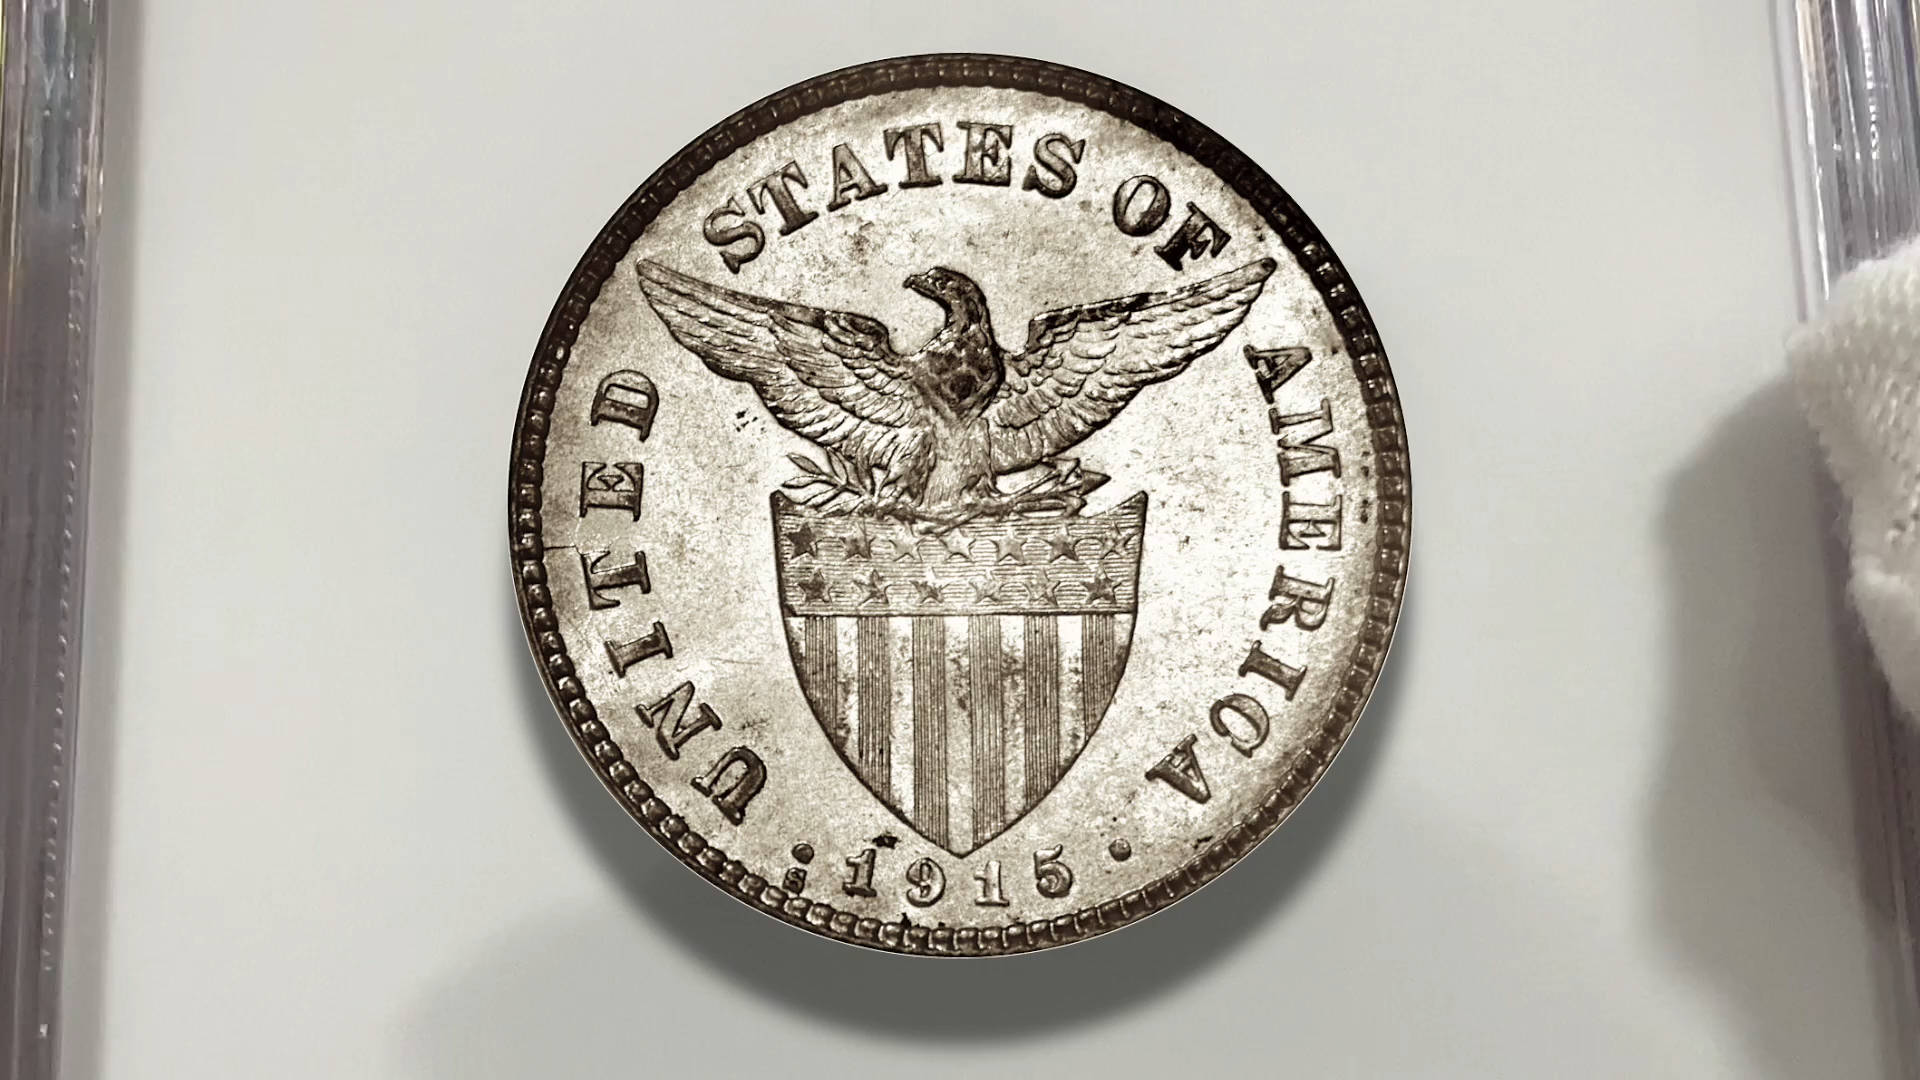 UNITED STATES OF AMERICA
S
· 1915 ·